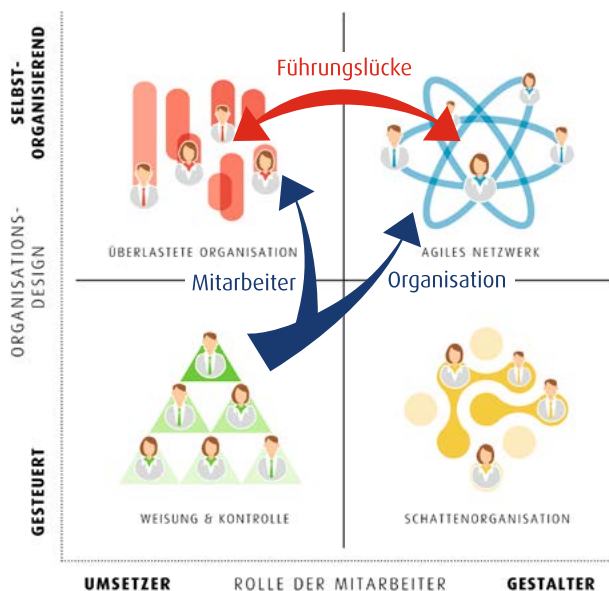 SELBST-
ORGANISIEREND
Führungslücke
ÜBERLASTETE ORGANISATION
AGILES NETZWERK
ORGANISATIONS-
DESIGN
Mitarbeiter
Organisation
GESTEUERT
WEISUNG & KONTROLLE
SCHATTENORGANISATION
UMSETZER
ROLLE DER MITARBEITER
GESTALTER